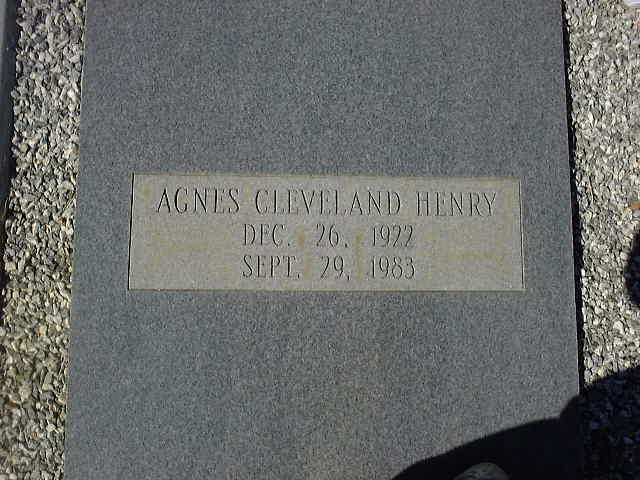 AGNES CLEVELAND HENRY
DEC. 26, 1922
SEPT. 29, 1983